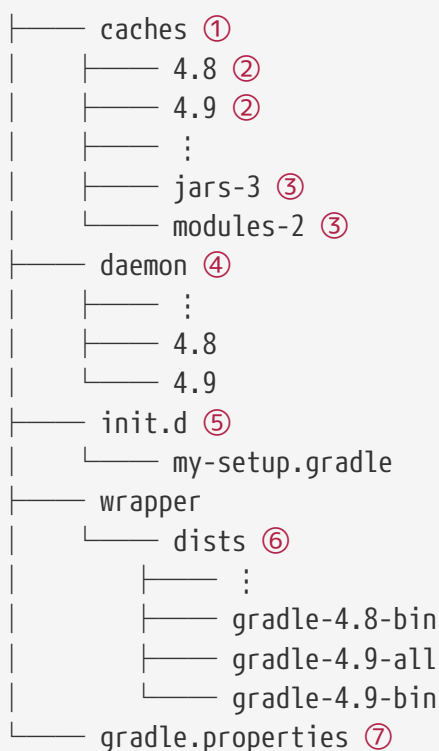 ├── caches ①
│   ├── 4.8 ②
│   ├── 4.9 ②
│   ├── ⋮
│   ├── jars-3 ③
│   └── modules-2 ③
├── daemon ④
│   ├── ⋮
│   ├── 4.8
│   └── 4.9
├── init.d ⑤
│   └── my-setup.gradle
├── wrapper
│   └── dists ⑥
│       ├── ⋮
│       ├── gradle-4.8-bin
│       ├── gradle-4.9-all
│       └── gradle-4.9-bin
└── gradle.properties ⑦